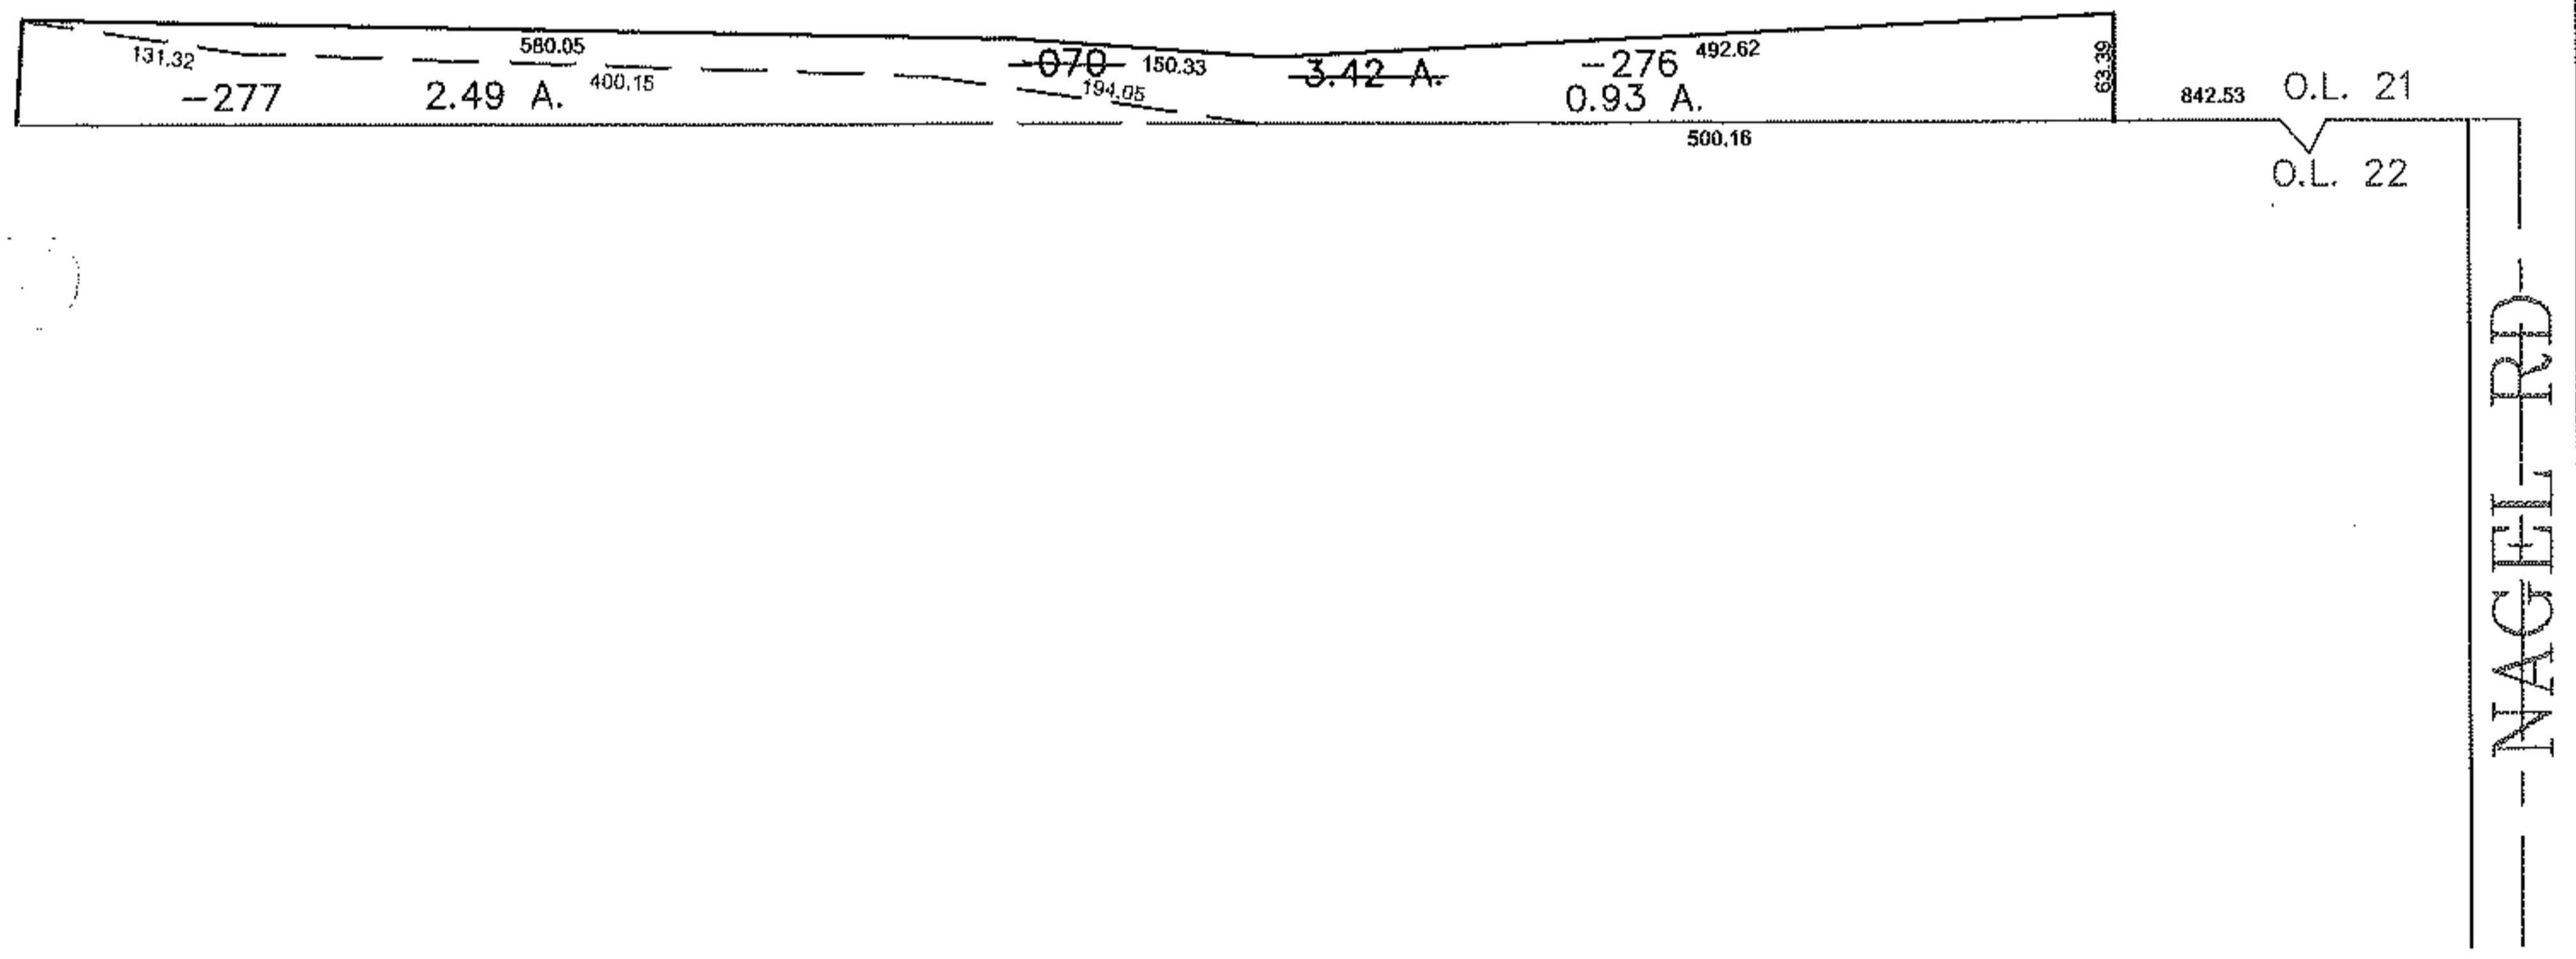 131.32
580.05
-277
2.49 A.
400.15
-070-
150.33
194.05
3.42 A.
-276
492.62
0.93 A.
63.39
500.16
842.53
O.L. 21
O.L. 22
NAGEL RD